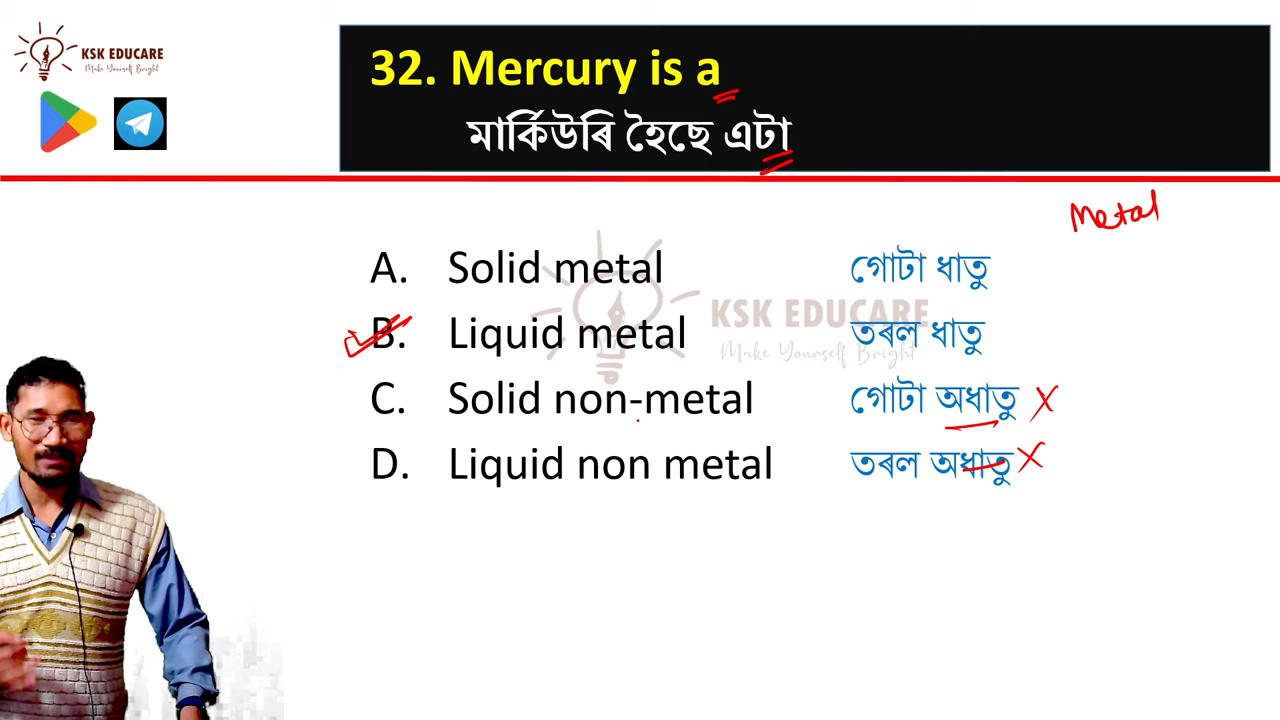 KSK EDUCARE
Make Yourself Bright
32. Mercury is a
মাৰ্কিউৰি হৈছে এটা
Metal
A. Solid metal গোটা ধাতু
B. Liquid metal তৰল ধাতু
KSK EDUCARE
Make Yourself Bright
C. Solid non-metal গোটা অধাতু
D. Liquid non metal তৰল অধাতু